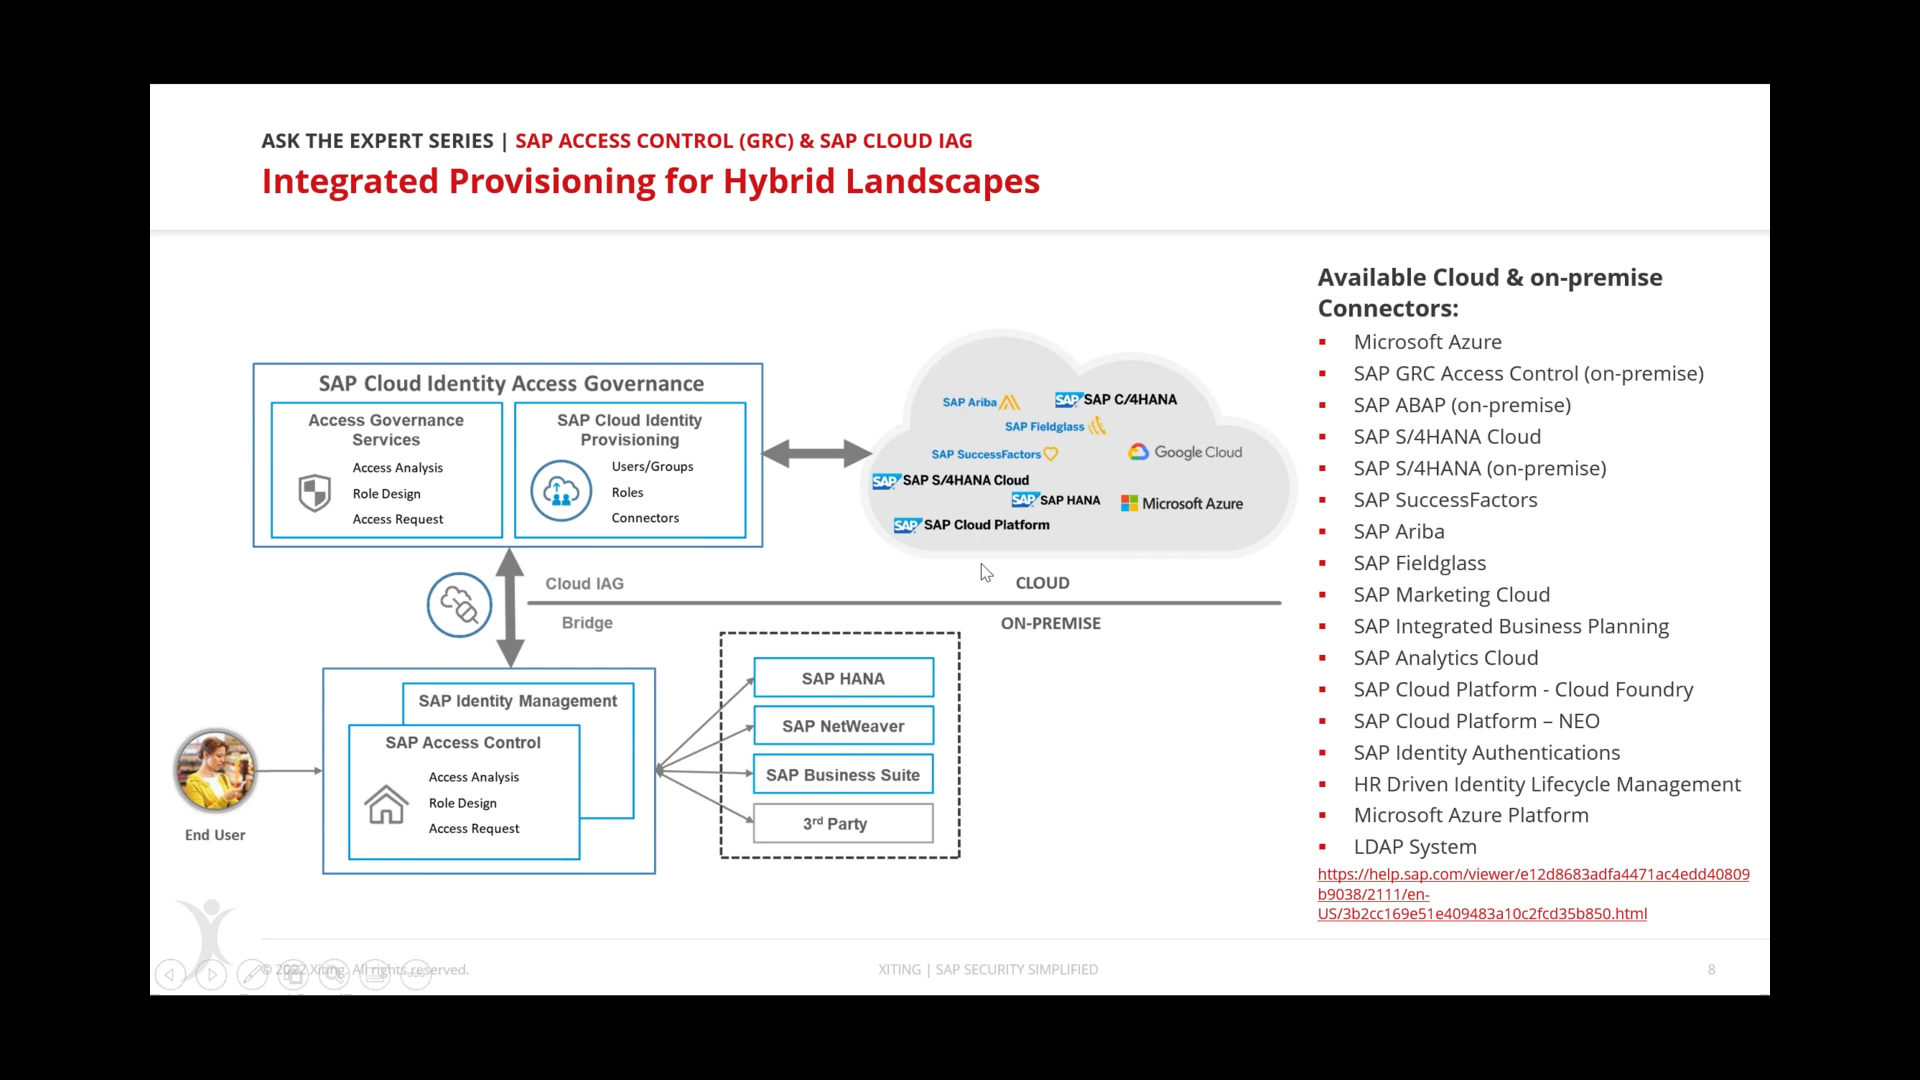 ASK THE EXPERT SERIES | SAP ACCESS CONTROL (GRC) & SAP CLOUD IAG
Integrated Provisioning for Hybrid Landscapes
SAP Cloud Identity Access Governance
Access Governance
Services
Access Analysis
Role Design
Access Request
SAP Cloud Identity
Provisioning
Users/Groups
Roles
Connectors
SAP Ariba
SAP SAP C/4HANA
SAP Fieldglass
SAP SuccessFactors
Google Cloud
SAP SAP S/4HANA Cloud
SAP SAP HANA
Microsoft Azure
SAP SAP Cloud Platform
Cloud IAG
Bridge
CLOUD
ON-PREMISE
End User
SAP Identity Management
SAP Access Control
Access Analysis
Role Design
Access Request
SAP HANA
SAP NetWeaver
SAP Business Suite
3rd Party
Available Cloud & on-premise
Connectors:
▪ Microsoft Azure
▪ SAP GRC Access Control (on-premise)
▪ SAP ABAP (on-premise)
▪ SAP S/4HANA Cloud
▪ SAP S/4HANA (on-premise)
▪ SAP SuccessFactors
▪ SAP Ariba
▪ SAP Fieldglass
▪ SAP Marketing Cloud
▪ SAP Integrated Business Planning
▪ SAP Analytics Cloud
▪ SAP Cloud Platform - Cloud Foundry
▪ SAP Cloud Platform – NEO
▪ SAP Identity Authentications
▪ HR Driven Identity Lifecycle Management
▪ Microsoft Azure Platform
▪ LDAP System
https://help.sap.com/viewer/e12d8683adfa4471ac4edd40809
b9038/2111/en-
US/3b2cc169e51e409483a10c2fcd35b850.html
© 2022 Xiting. All rights reserved.
XITING | SAP SECURITY SIMPLIFIED
8